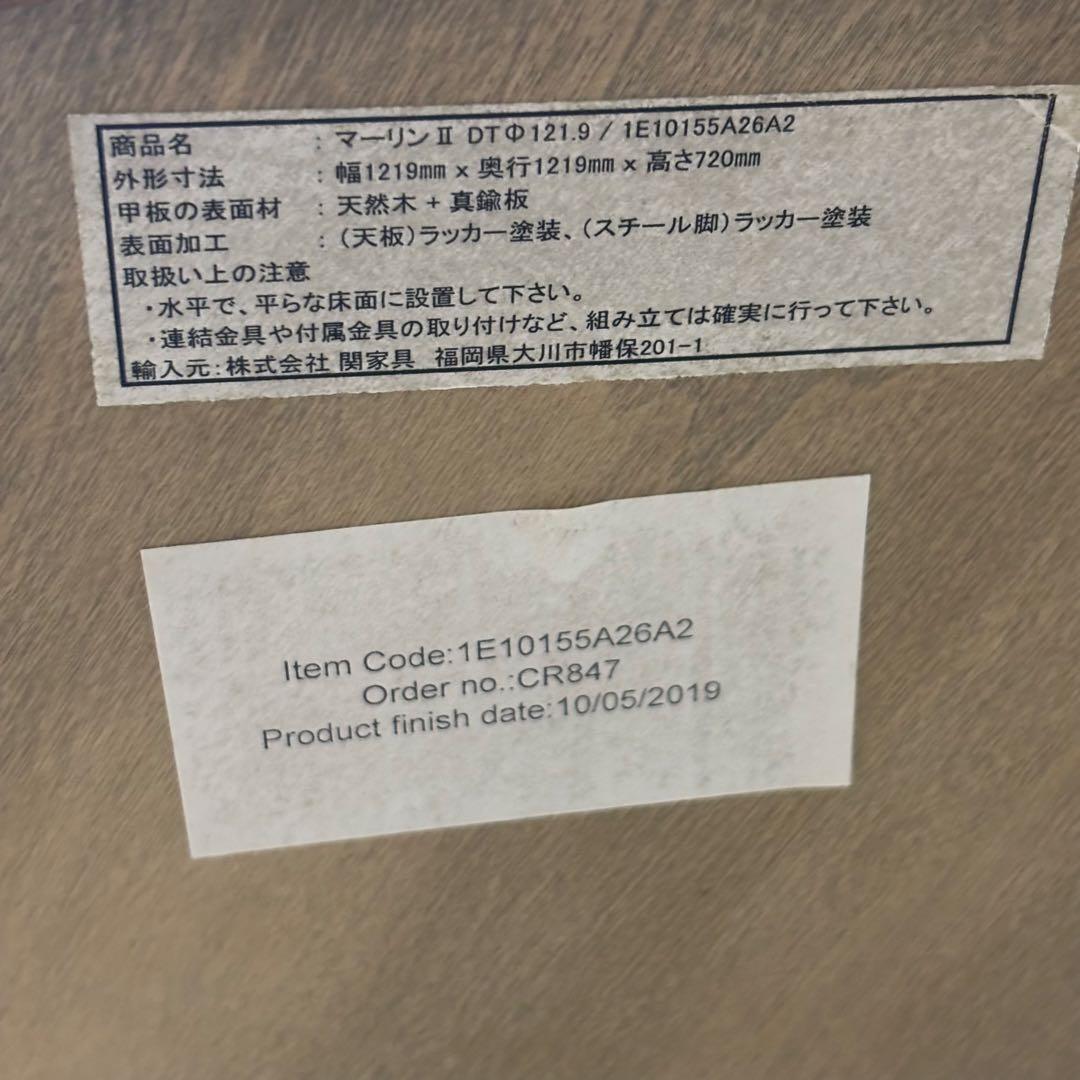 商品名 : マーリンⅡ DTΦ121.9 / 1E10155A26A2
外形寸法 : 幅1219mm x 奥行1219mm x 高さ720mm
甲板の表面材 : 天然木 + 真鍮板
表面加工 : （天板）ラッカー塗装、（スチール脚）ラッカー塗装
取扱い上の注意
・水平で、平らな床面に設置して下さい。
・連結金具や付属金具の取り付けなど、組み立ては確実に行って下さい。
輸入元：株式会社 関家具 福岡県大川市幡保201-1
Item Code:1E10155A26A2
Order no.:CR847
Product finish date:10/05/2019